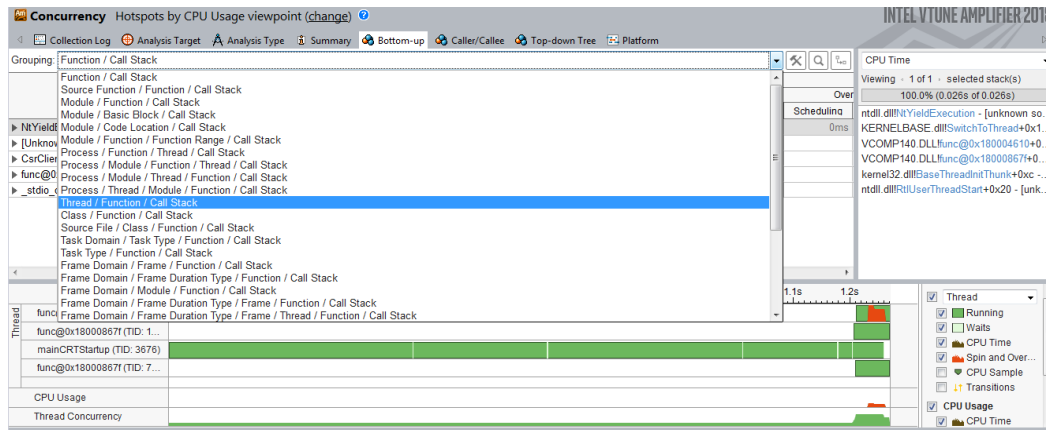 Concurrency Hotspots by CPU Usage viewpoint (change)
INTEL VTUNE AMPLIFIER 2018
Collection Log Analysis Target Analysis Type Summary Bottom-up Caller/Callee Top-down Tree Platform
Grouping: Function / Call Stack
CPU Time
Function / Call Stack
Source Function / Function / Call Stack
Module / Function / Call Stack
Module / Basic Block / Call Stack
Module / Code Location / Call Stack
Module / Function / Function Range / Call Stack
Process / Function / Thread / Call Stack
Process / Module / Function / Thread / Call Stack
Process / Module / Thread / Function / Call Stack
Process / Thread / Module / Function / Call Stack
Thread / Function / Call Stack
Class / Function / Call Stack
Source File / Class / Function / Call Stack
Task Domain / Task Type / Function / Call Stack
Task Type / Function / Call Stack
Frame Domain / Frame / Function / Call Stack
Frame Domain / Frame Duration Type / Function / Call Stack
Frame Domain / Module / Function / Call Stack
Frame Domain / Frame Duration Type / Frame / Function / Call Stack
Frame Domain / Frame Duration Type / Frame / Thread / Function / Call Stack
Over
Scheduling
NtYield
0ms
[Unknow
CsrClien
func@0
_stdio_
Viewing 1 of 1 selected stack(s)
100.0% (0.026s of 0.026s)
ntdll.dll!NtYieldExecution - [unknown so...
KERNELBASE.dll!SwitchToThread+0x1...
VCOMP140.DLL!func@0x180004610+0...
VCOMP140.DLL!func@0x18000867f+0...
kernel32.dll!BaseThreadInitThunk+0xc -...
ntdll.dll!RtlUserThreadStart+0x20 - [unk...
1.1s 1.2s
Thread
func
func@0x18000867f (TID: 1...
mainCRTStartup (TID: 3676)
func@0x18000867f (TID: 7...
CPU Usage
Thread Concurrency
Thread
Running
Waits
CPU Time
Spin and Over...
CPU Sample
Transitions
CPU Usage
CPU Time